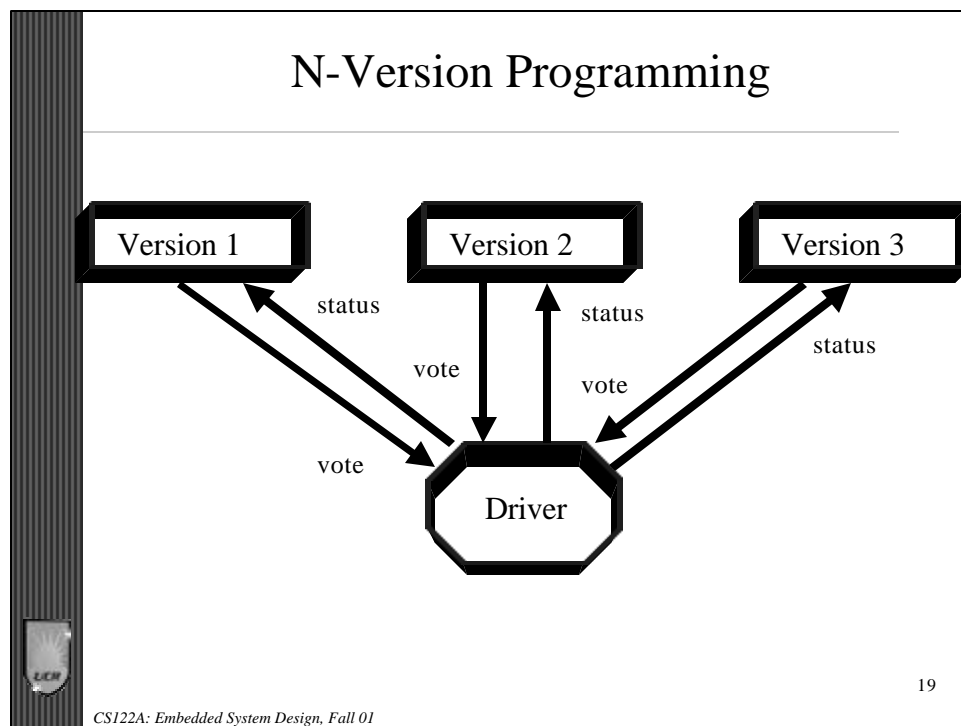 N-Version Programming
Version 1
Version 2
Version 3
status
status
status
vote
vote
vote
Driver
UCR
19
CS122A: Embedded System Design, Fall 01